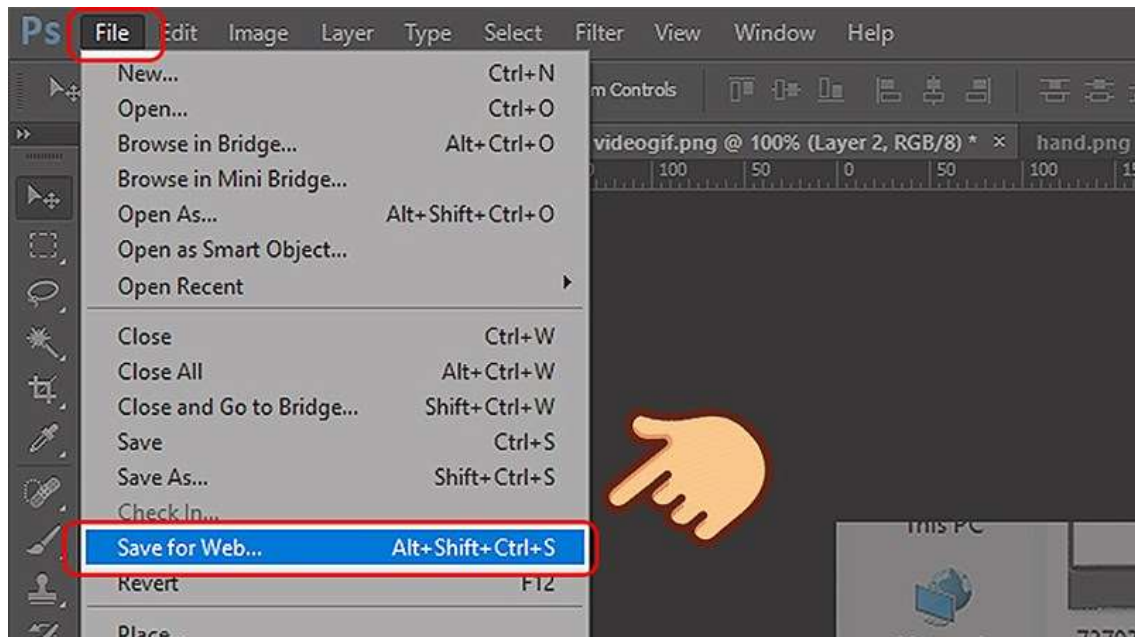 Ps File Edit Image Layer Type Select Filter View Window Help
New... Ctrl+N
m Controls
Open... Ctrl+O
Browse in Bridge... Alt+Ctrl+O
videogif.png @ 100% (Layer 2, RGB/8) * × hand.png
100 50 0 50 100
Browse in Mini Bridge...
Open As... Alt+Shift+Ctrl+O
Open as Smart Object...
Open Recent
Close Ctrl+W
Close All Alt+Ctrl+W
Close and Go to Bridge... Shift+Ctrl+W
Save Ctrl+S
Save As... Shift+Ctrl+S
Check In...
This PC
Save for Web... Alt+Shift+Ctrl+S
Revert F12
Place